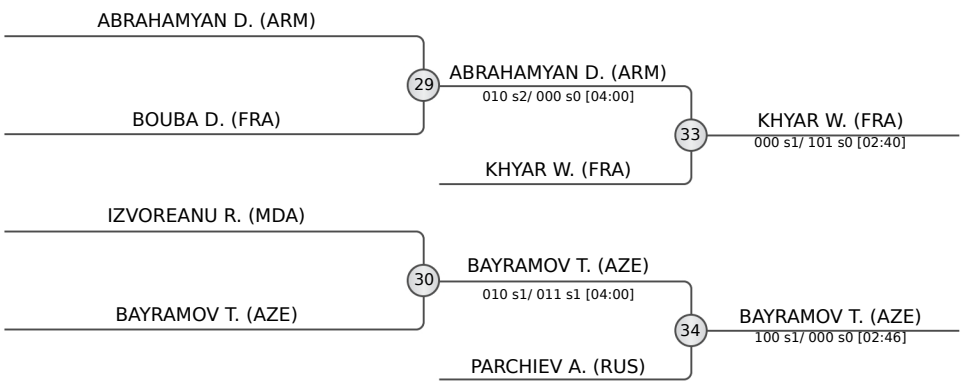 ABRAHAMYAN D. (ARM)
29
BOUBA D. (FRA)
ABRAHAMYAN D. (ARM)
010 s2/ 000 s0 [04:00]
33
KHYAR W. (FRA)
KHYAR W. (FRA)
000 s1/ 101 s0 [02:40]
IZVOREANU R. (MDA)
30
BAYRAMOV T. (AZE)
BAYRAMOV T. (AZE)
010 s1/ 011 s1 [04:00]
34
PARCHIEV A. (RUS)
BAYRAMOV T. (AZE)
100 s1/ 000 s0 [02:46]